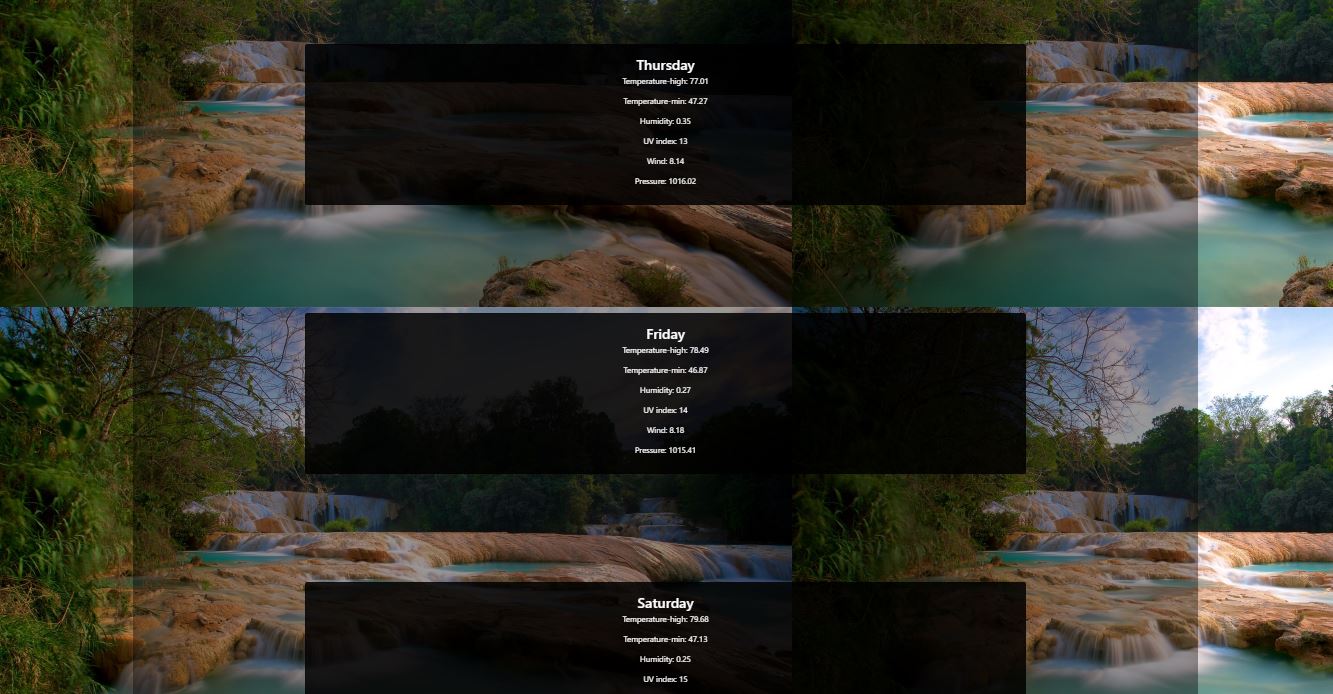 Thursday
Temperature-high: 77.01
Temperature-min: 47.27
Humidity: 0.35
UV index: 13
Wind: 8.14
Pressure: 1016.02
Friday
Temperature-high: 78.49
Temperature-min: 46.87
Humidity: 0.27
UV index: 14
Wind: 8.18
Pressure: 1015.41
Saturday
Temperature-high: 79.68
Temperature-min: 47.13
Humidity: 0.25
UV index: 15